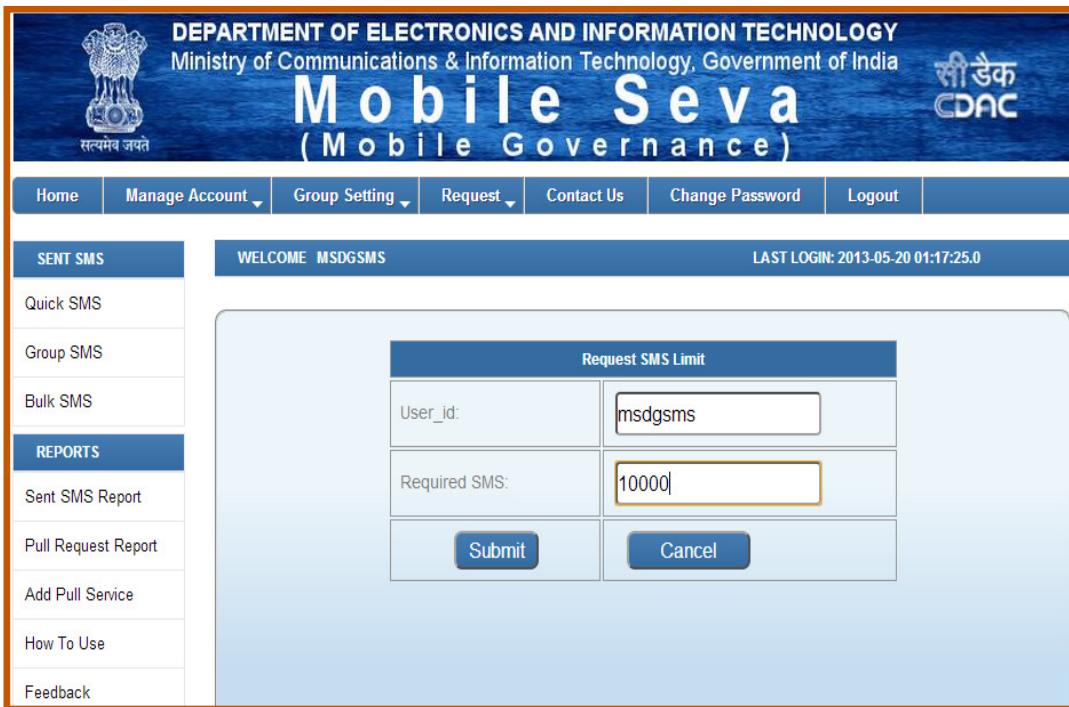 DEPARTMENT OF ELECTRONICS AND INFORMATION TECHNOLOGY
Ministry of Communications & Information Technology, Government of India
Mobile Seva
(Mobile Governance)
सत्यमेव जयते
सी डैक
CDAC
Home Manage Account Group Setting Request Contact Us Change Password Logout
SENT SMS
Quick SMS
Group SMS
Bulk SMS
REPORTS
Sent SMS Report
Pull Request Report
Add Pull Service
How To Use
Feedback
WELCOME MSDGSMS LAST LOGIN: 2013-05-20 01:17:25.0
Request SMS Limit
User_id: msdgsms
Required SMS: 10000
Submit Cancel